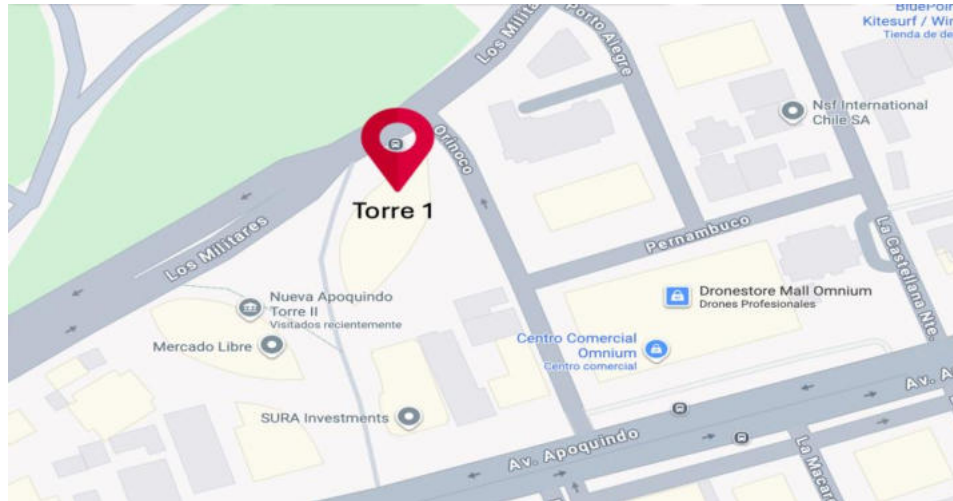 BluePoin
Kitesurf / Win
Tienda de de
Los Milita
Porto Alegre
Nsf International
Chile SA
Orinoco
Torre 1
Los Militares
Pernambuco
La Castellana Nte.
Nueva Apoquindo
Torre II
Visitados recientemente
Dronestore Mall Omnium
Drones Profesionales
Mercado Libre
Centro Comercial
Omnium
Centro comercial
SURA Investments
Av. A
Av. Apoquindo
La Macar